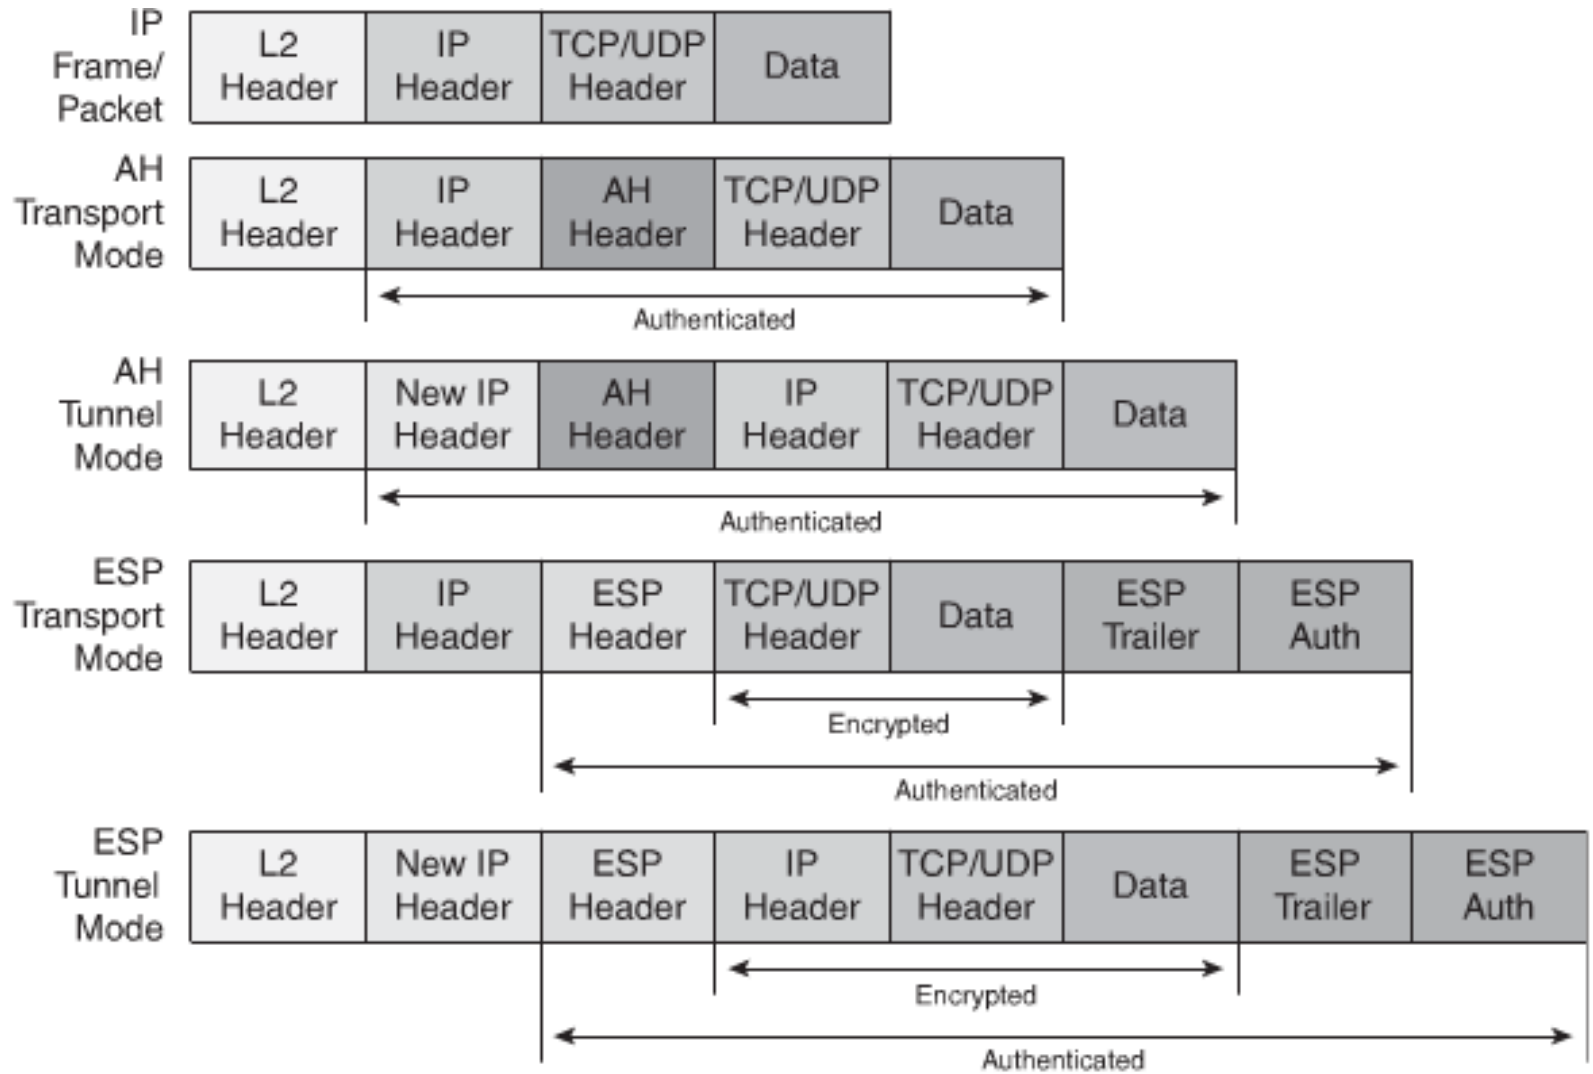 IP
Frame/
Packet
L2
Header
IP
Header
TCP/UDP
Header
Data
AH
Transport
Mode
L2
Header
IP
Header
AH
Header
TCP/UDP
Header
Data
Authenticated
AH
Tunnel
Mode
L2
Header
New IP
Header
AH
Header
IP
Header
TCP/UDP
Header
Data
Authenticated
ESP
Transport
Mode
L2
Header
IP
Header
ESP
Header
TCP/UDP
Header
Data
ESP
Trailer
ESP
Auth
Encrypted
Authenticated
ESP
Tunnel
Mode
L2
Header
New IP
Header
ESP
Header
IP
Header
TCP/UDP
Header
Data
ESP
Trailer
ESP
Auth
Encrypted
Authenticated